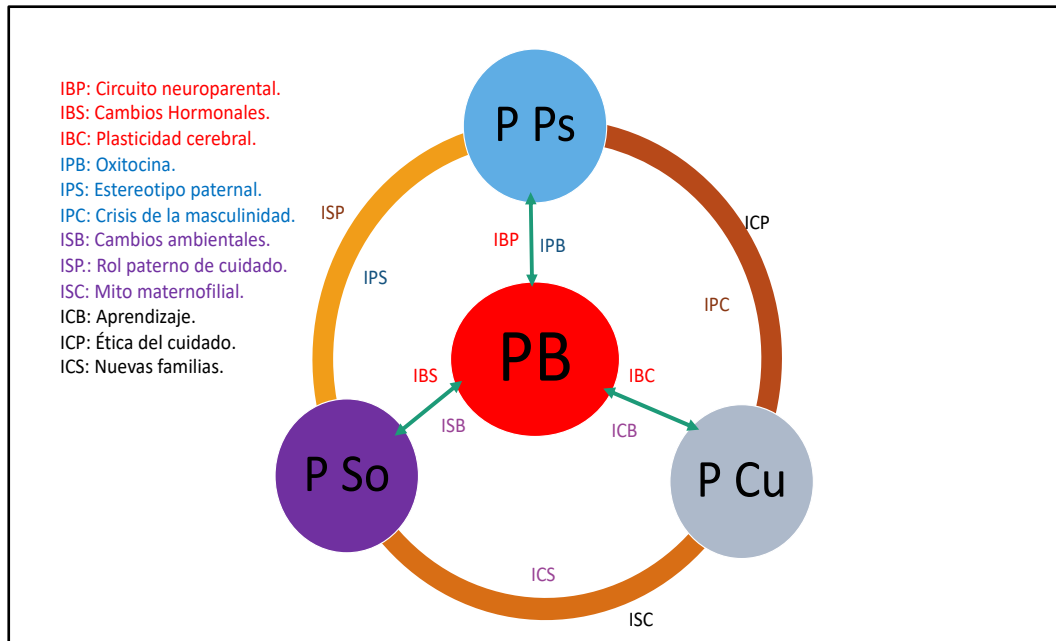 IBP: Circuito neuroparental.
IBS: Cambios Hormonales.
IBC: Plasticidad cerebral.
IPB: Oxitocina.
IPS: Estereotipo paternal.
IPC: Crisis de la masculinidad.
ISB: Cambios ambientales.
ISP.: Rol paterno de cuidado.
ISC: Mito maternofilial.
ICB: Aprendizaje.
ICP: Ética del cuidado.
ICS: Nuevas familias.
P Ps
ISP
ICP
IBP
IPB
IPS
IPC
PB
IBS
IBC
ISB
ICB
P So
P Cu
ICS
ISC